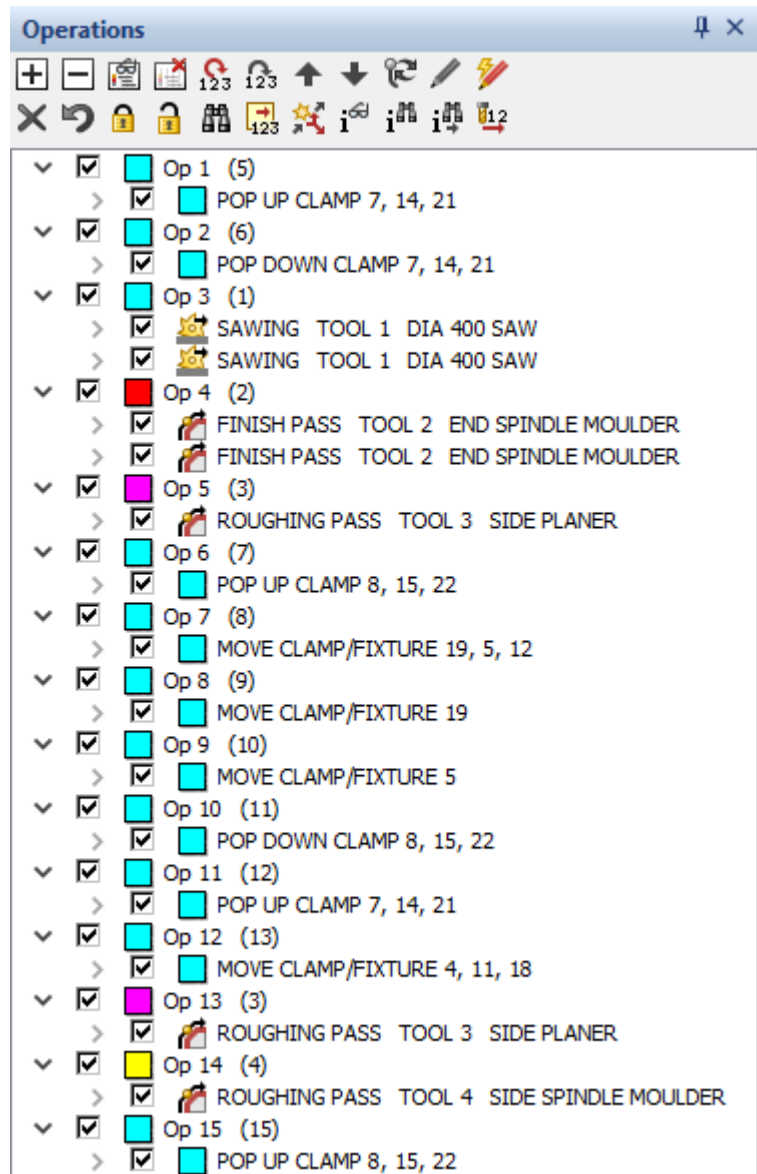 Operations
123 123
123 i i i 12
Op 1 (5)
POP UP CLAMP 7, 14, 21
Op 2 (6)
POP DOWN CLAMP 7, 14, 21
Op 3 (1)
SAWING TOOL 1 DIA 400 SAW
SAWING TOOL 1 DIA 400 SAW
Op 4 (2)
FINISH PASS TOOL 2 END SPINDLE MOULDER
FINISH PASS TOOL 2 END SPINDLE MOULDER
Op 5 (3)
ROUGHING PASS TOOL 3 SIDE PLANER
Op 6 (7)
POP UP CLAMP 8, 15, 22
Op 7 (8)
MOVE CLAMP/FIXTURE 19, 5, 12
Op 8 (9)
MOVE CLAMP/FIXTURE 19
Op 9 (10)
MOVE CLAMP/FIXTURE 5
Op 10 (11)
POP DOWN CLAMP 8, 15, 22
Op 11 (12)
POP UP CLAMP 7, 14, 21
Op 12 (13)
MOVE CLAMP/FIXTURE 4, 11, 18
Op 13 (3)
ROUGHING PASS TOOL 3 SIDE PLANER
Op 14 (4)
ROUGHING PASS TOOL 4 SIDE SPINDLE MOULDER
Op 15 (15)
POP UP CLAMP 8, 15, 22